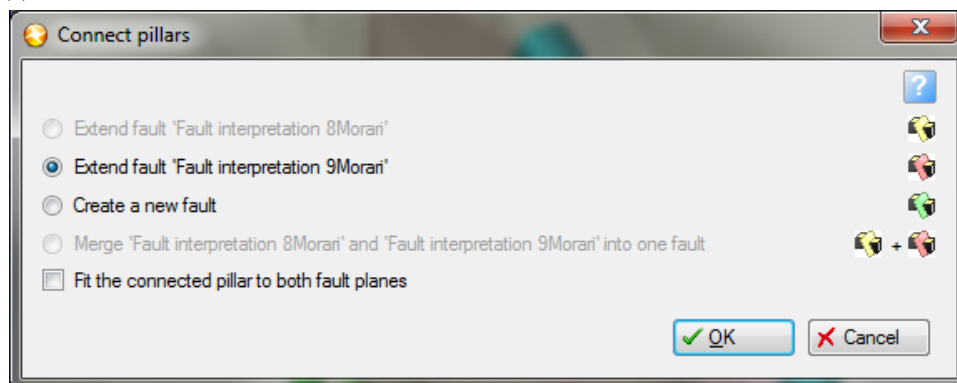 Connect pillars
x
?
Extend fault 'Fault interpretation 8Morari'
Extend fault 'Fault interpretation 9Morari'
Create a new fault
Merge 'Fault interpretation 8Morari' and 'Fault interpretation 9Morari' into one fault
+
Fit the connected pillar to both fault planes
OK
Cancel